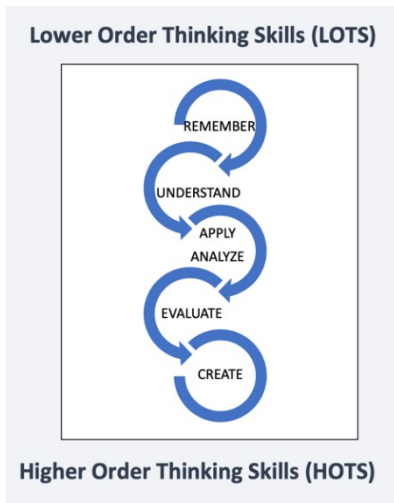 Lower Order Thinking Skills (LOTS)
REMEMBER
UNDERSTAND
APPLY
ANALYZE
EVALUATE
CREATE
Higher Order Thinking Skills (HOTS)